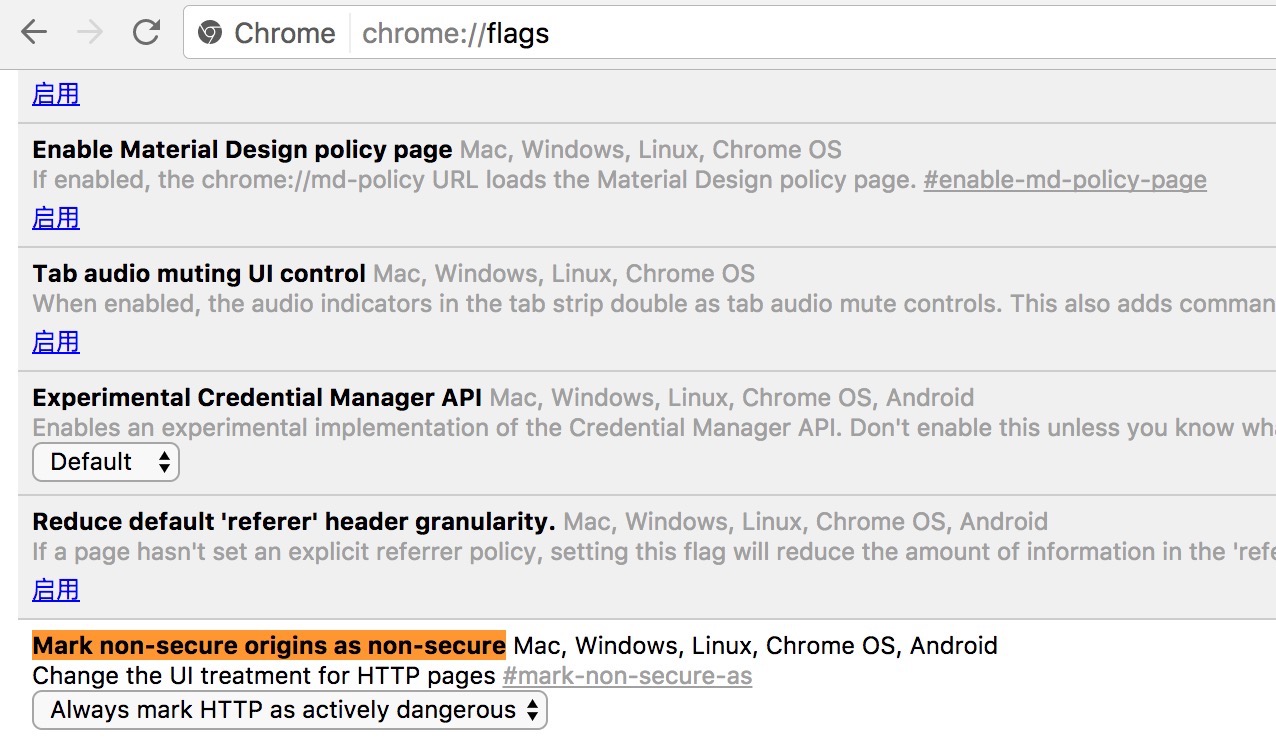 Chrome chrome://flags
启用
Enable Material Design policy page Mac, Windows, Linux, Chrome OS
If enabled, the chrome://md-policy URL loads the Material Design policy page. #enable-md-policy-page
启用
Tab audio muting UI control Mac, Windows, Linux, Chrome OS
When enabled, the audio indicators in the tab strip double as tab audio mute controls. This also adds comman
启用
Experimental Credential Manager API Mac, Windows, Linux, Chrome OS, Android
Enables an experimental implementation of the Credential Manager API. Don't enable this unless you know wha
Default
Reduce default 'referer' header granularity. Mac, Windows, Linux, Chrome OS, Android
If a page hasn't set an explicit referrer policy, setting this flag will reduce the amount of information in the 'refe
启用
Mark non-secure origins as non-secure Mac, Windows, Linux, Chrome OS, Android
Change the UI treatment for HTTP pages #mark-non-secure-as
Always mark HTTP as actively dangerous